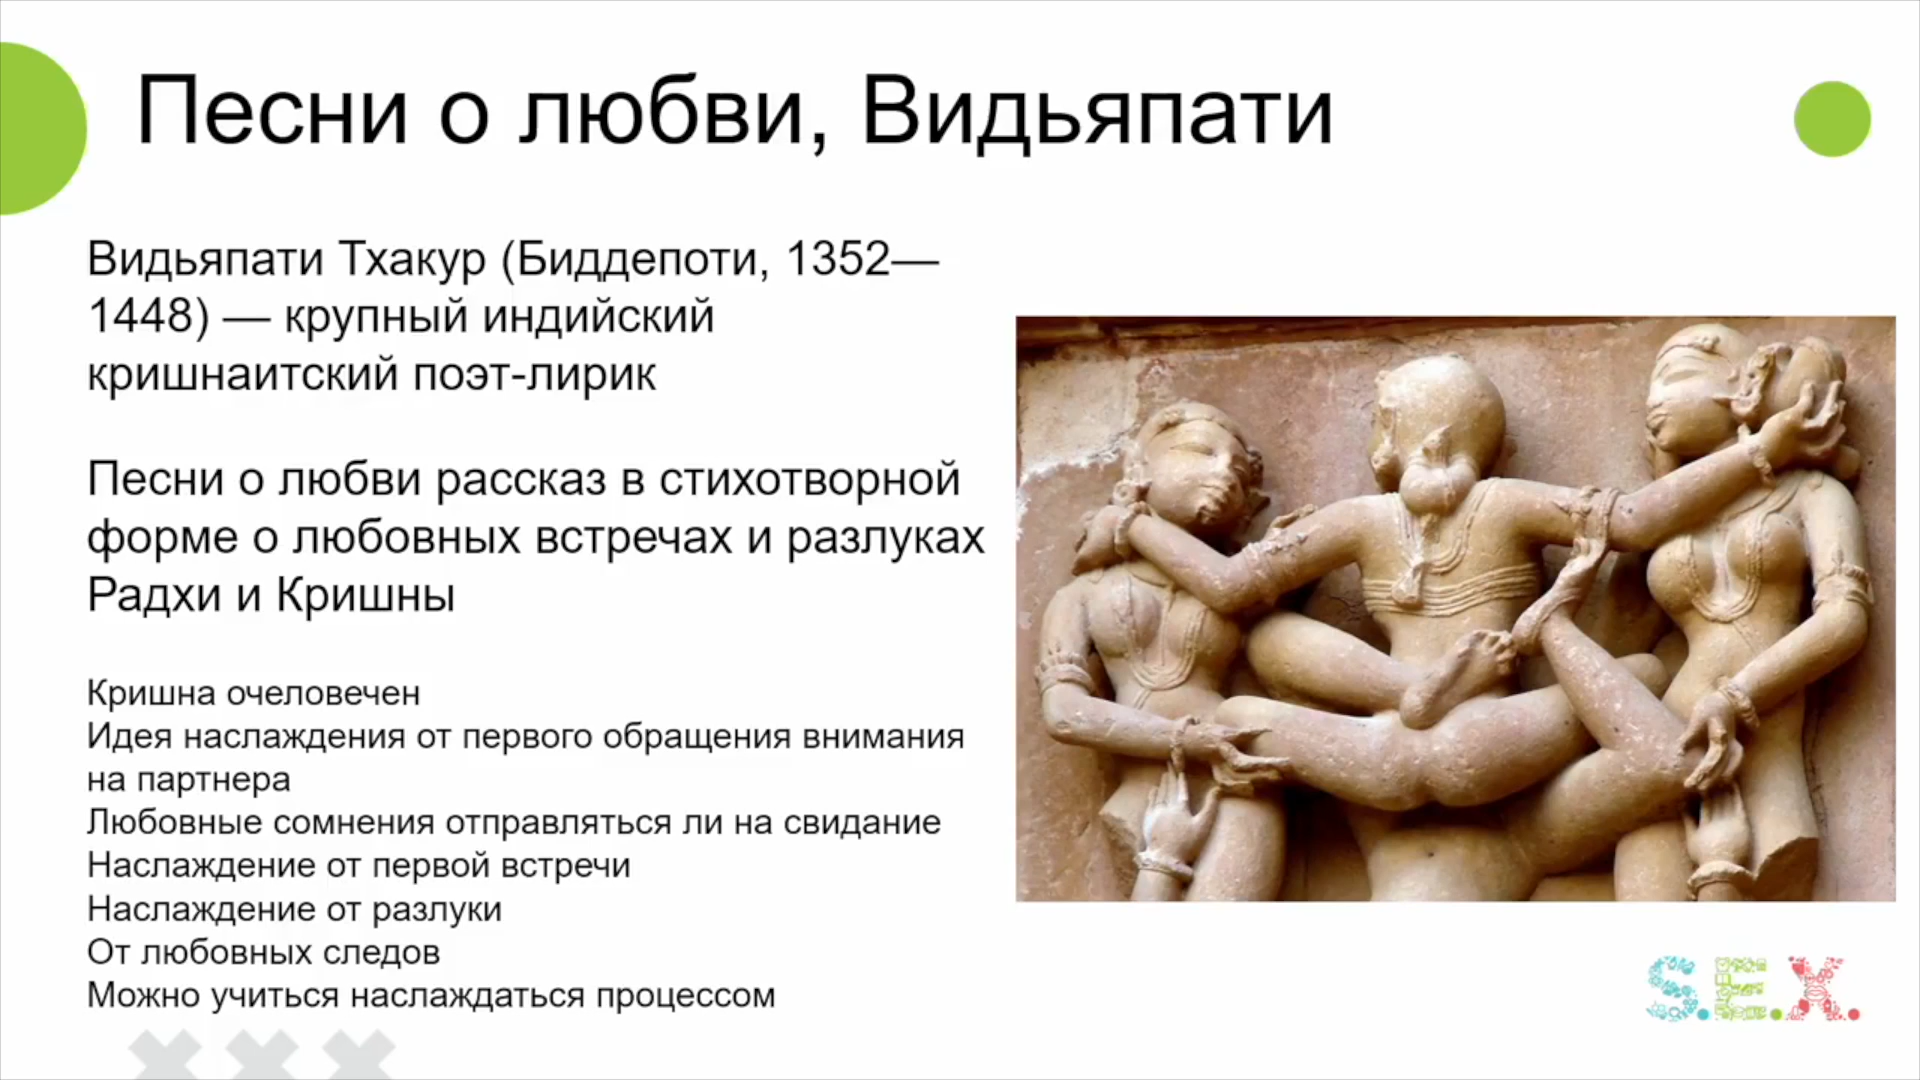 Песни о любви, Видьяпати
Видьяпати Тхакур (Биддепоти, 1352—
1448) — крупный индийский
кришнаитский поэт-лирик
Песни о любви рассказ в стихотворной
форме о любовных встречах и разлуках
Радхи и Кришны
Кришна очеловечен
Идея наслаждения от первого обращения внимания
на партнера
Любовные сомнения отправляться ли на свидание
Наслаждение от первой встречи
Наслаждение от разлуки
От любовных следов
Можно учиться наслаждаться процессом
S.E.X.